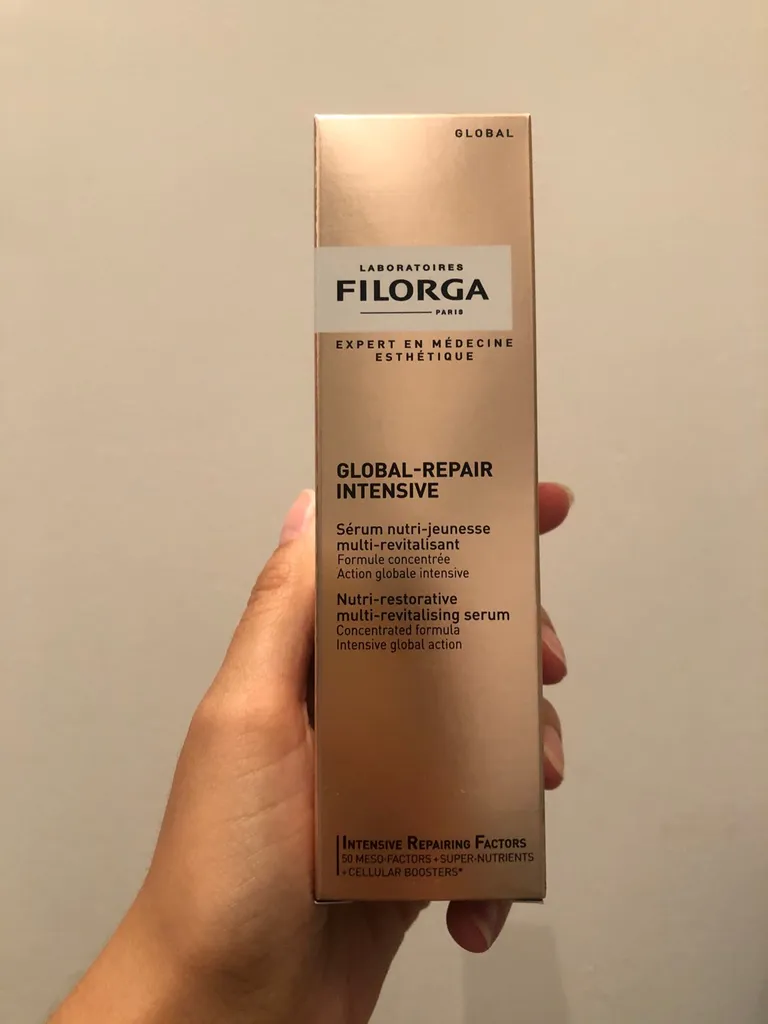 GLOBAL
LABORATOIRES
FILORGA
PARIS
EXPERT EN MÉDECINE
ESTHÉTIQUE
GLOBAL-REPAIR
INTENSIVE
Sérum nutri-jeunesse
multi-revitalisant
Formule concentrée
Action globale intensive
Nutri-restorative
multi-revitalising serum
Concentrated formula
Intensive global action
INTENSIVE REPAIRING FACTORS
50 MESO-FACTORS + SUPER-NUTRIENTS
+ CELLULAR BOOSTERS*